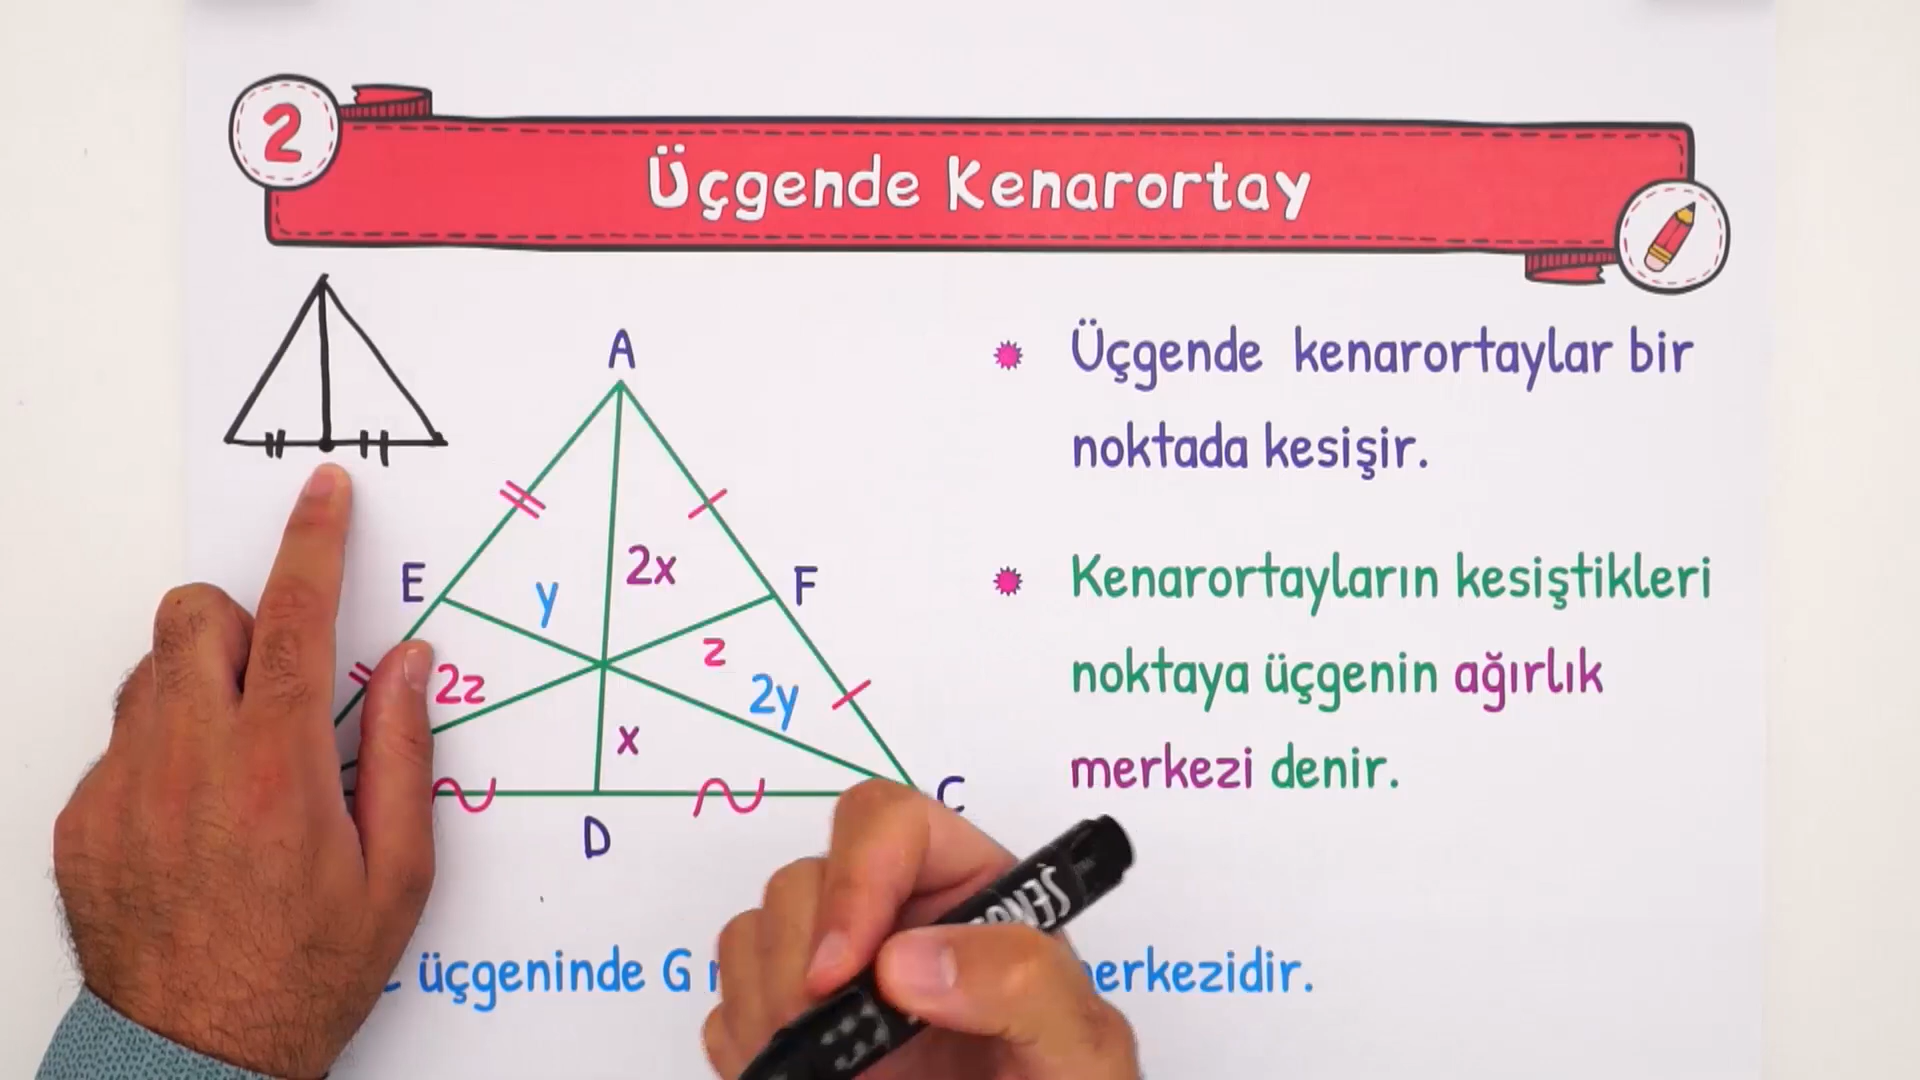 2
Üçgende Kenarortay
A
Üçgende kenarortaylar bir
noktada kesişir.
E
y
2x
F
Kenarortayların kesiştikleri
2z
z
2y
noktaya üçgenin ağırlık
x
merkezi denir.
D
C
üçgeninde G
merkezidir.